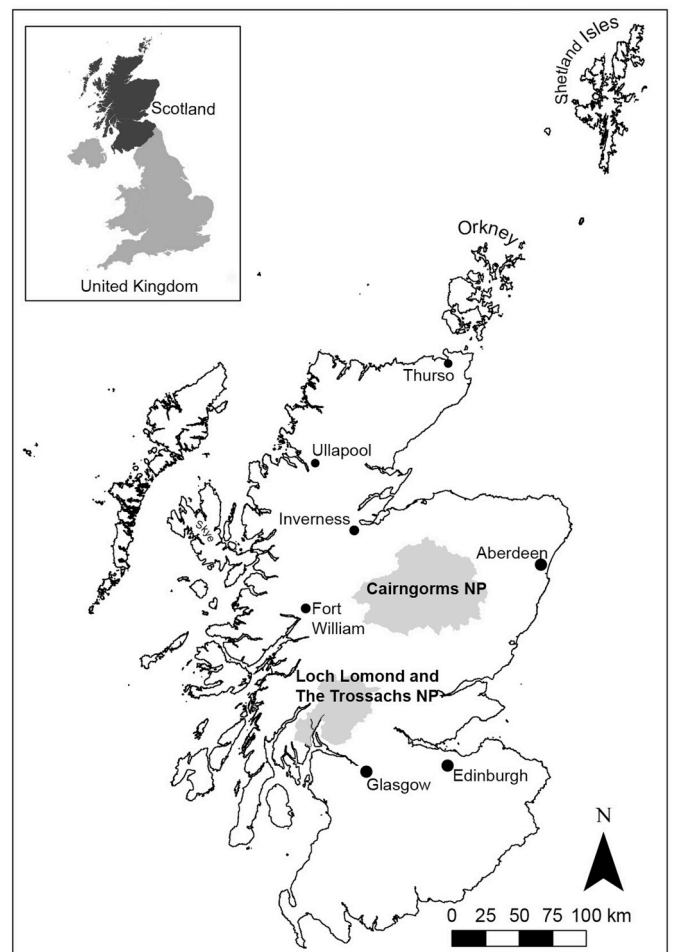 Shetland Isles
Scotland
United Kingdom
Orkney
Thurso
Ullapool
Skye
Inverness
Aberdeen
Cairngorms NP
Fort
William
Loch Lomond and
The Trossachs NP
Glasgow
Edinburgh
N
0 25 50 75 100 km